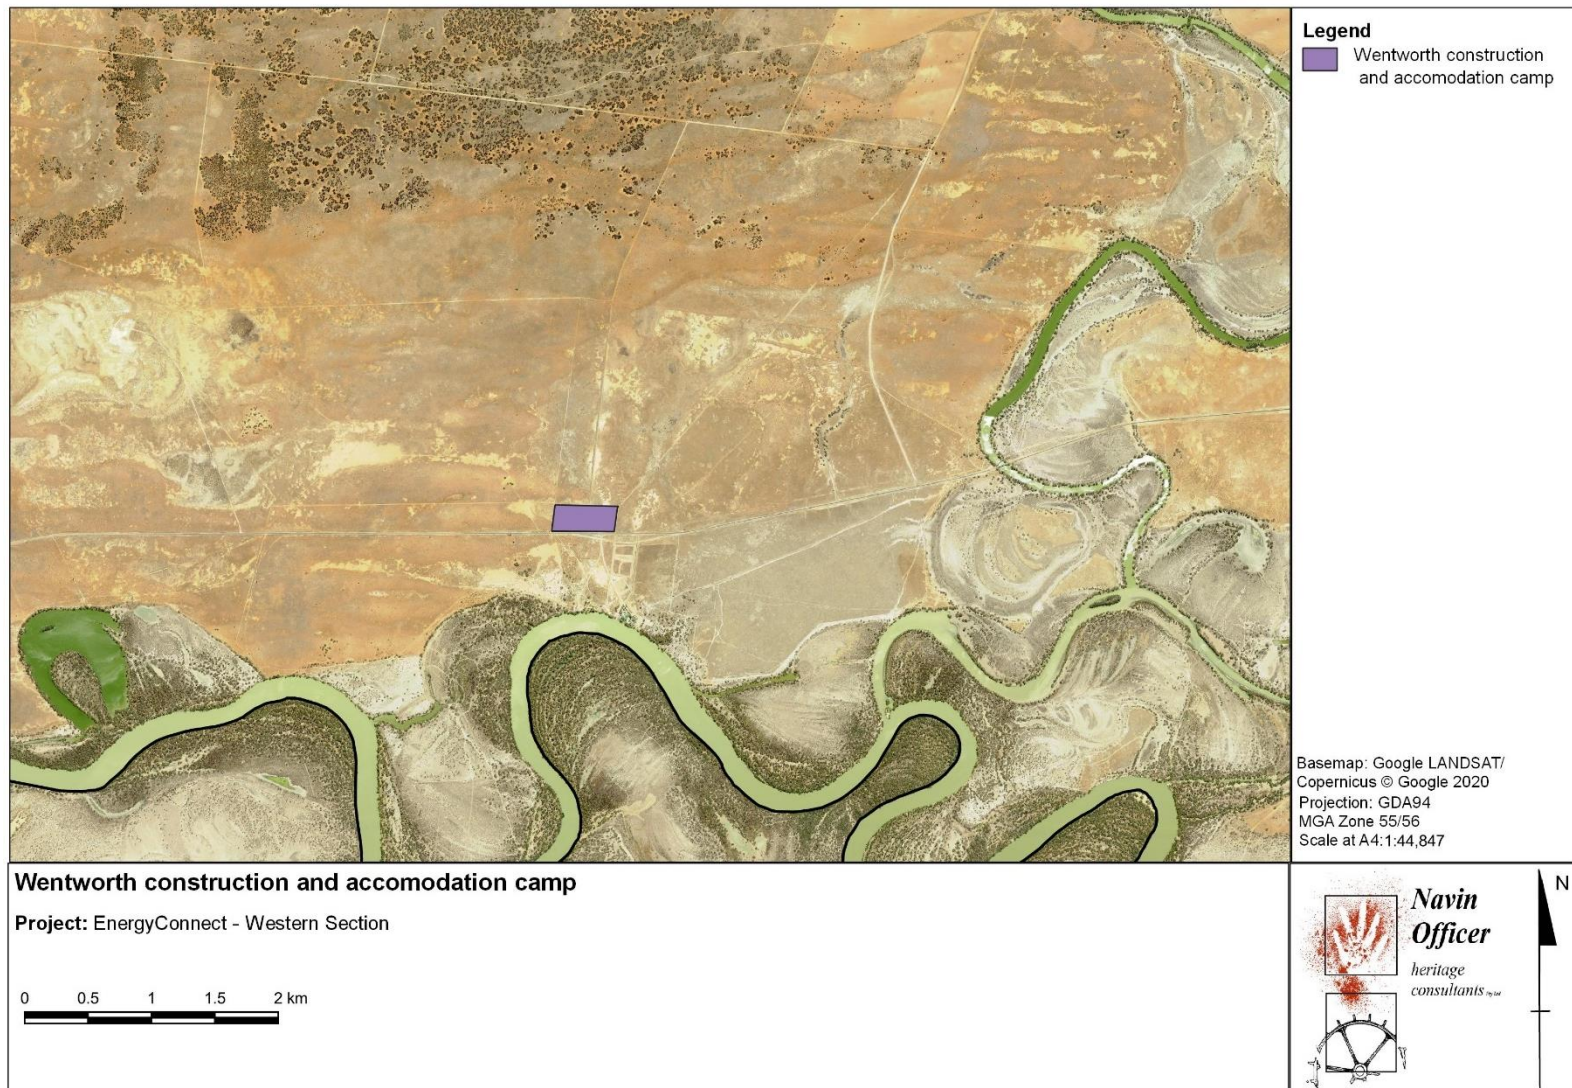 Legend
Wentworth construction
and accomodation camp
Basemap: Google LANDSAT/
Copernicus © Google 2020
Projection: GDA94
MGA Zone 55/56
Scale at A4:1:44,847
Wentworth construction and accomodation camp
Project: EnergyConnect - Western Section
0 0.5 1 1.5 2 km
Navin
Officer
heritage
consultants
N